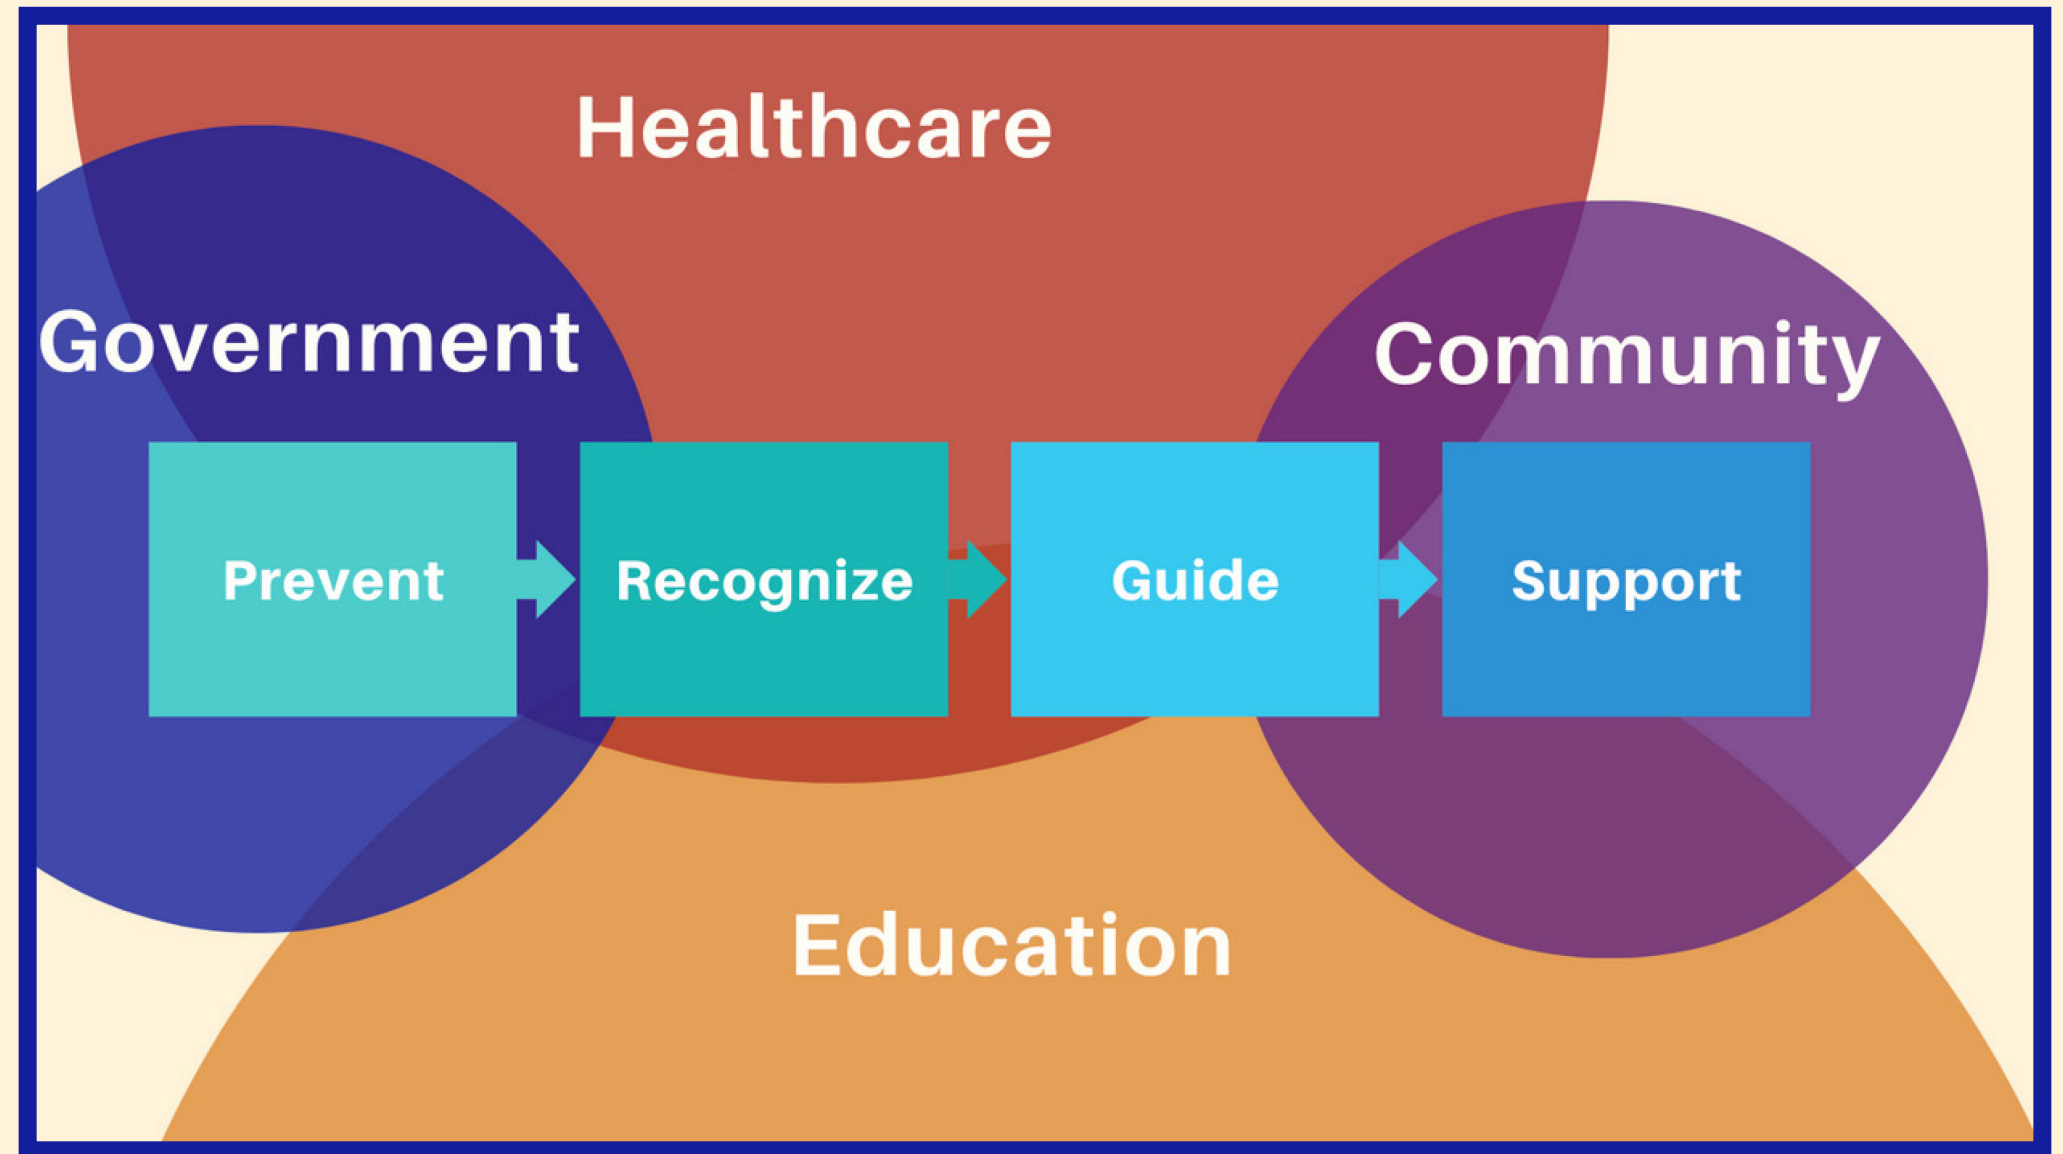 Healthcare
Government
Community
Prevent
Recognize
Guide
Support
Education